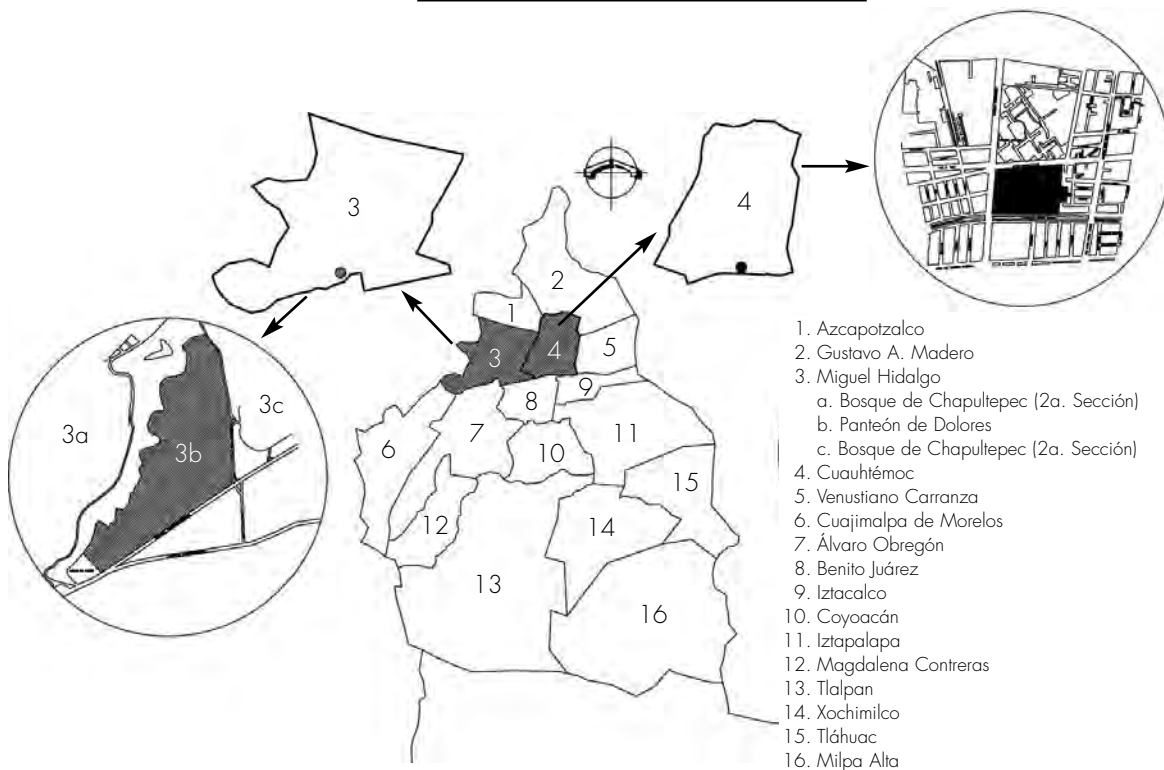 3
4
2
1
3
4
5
9
8
7
6
10
11
15
12
14
13
16
3a
3b
3c
1. Azcapotzalco
2. Gustavo A. Madero
3. Miguel Hidalgo
a. Bosque de Chapultepec (2a. Sección)
b. Panteón de Dolores
c. Bosque de Chapultepec (2a. Sección)
4. Cuauhtémoc
5. Venustiano Carranza
6. Cuajimalpa de Morelos
7. Álvaro Obregón
8. Benito Juárez
9. Iztacalco
10. Coyoacán
11. Iztapalapa
12. Magdalena Contreras
13. Tlalpan
14. Xochimilco
15. Tláhuac
16. Milpa Alta